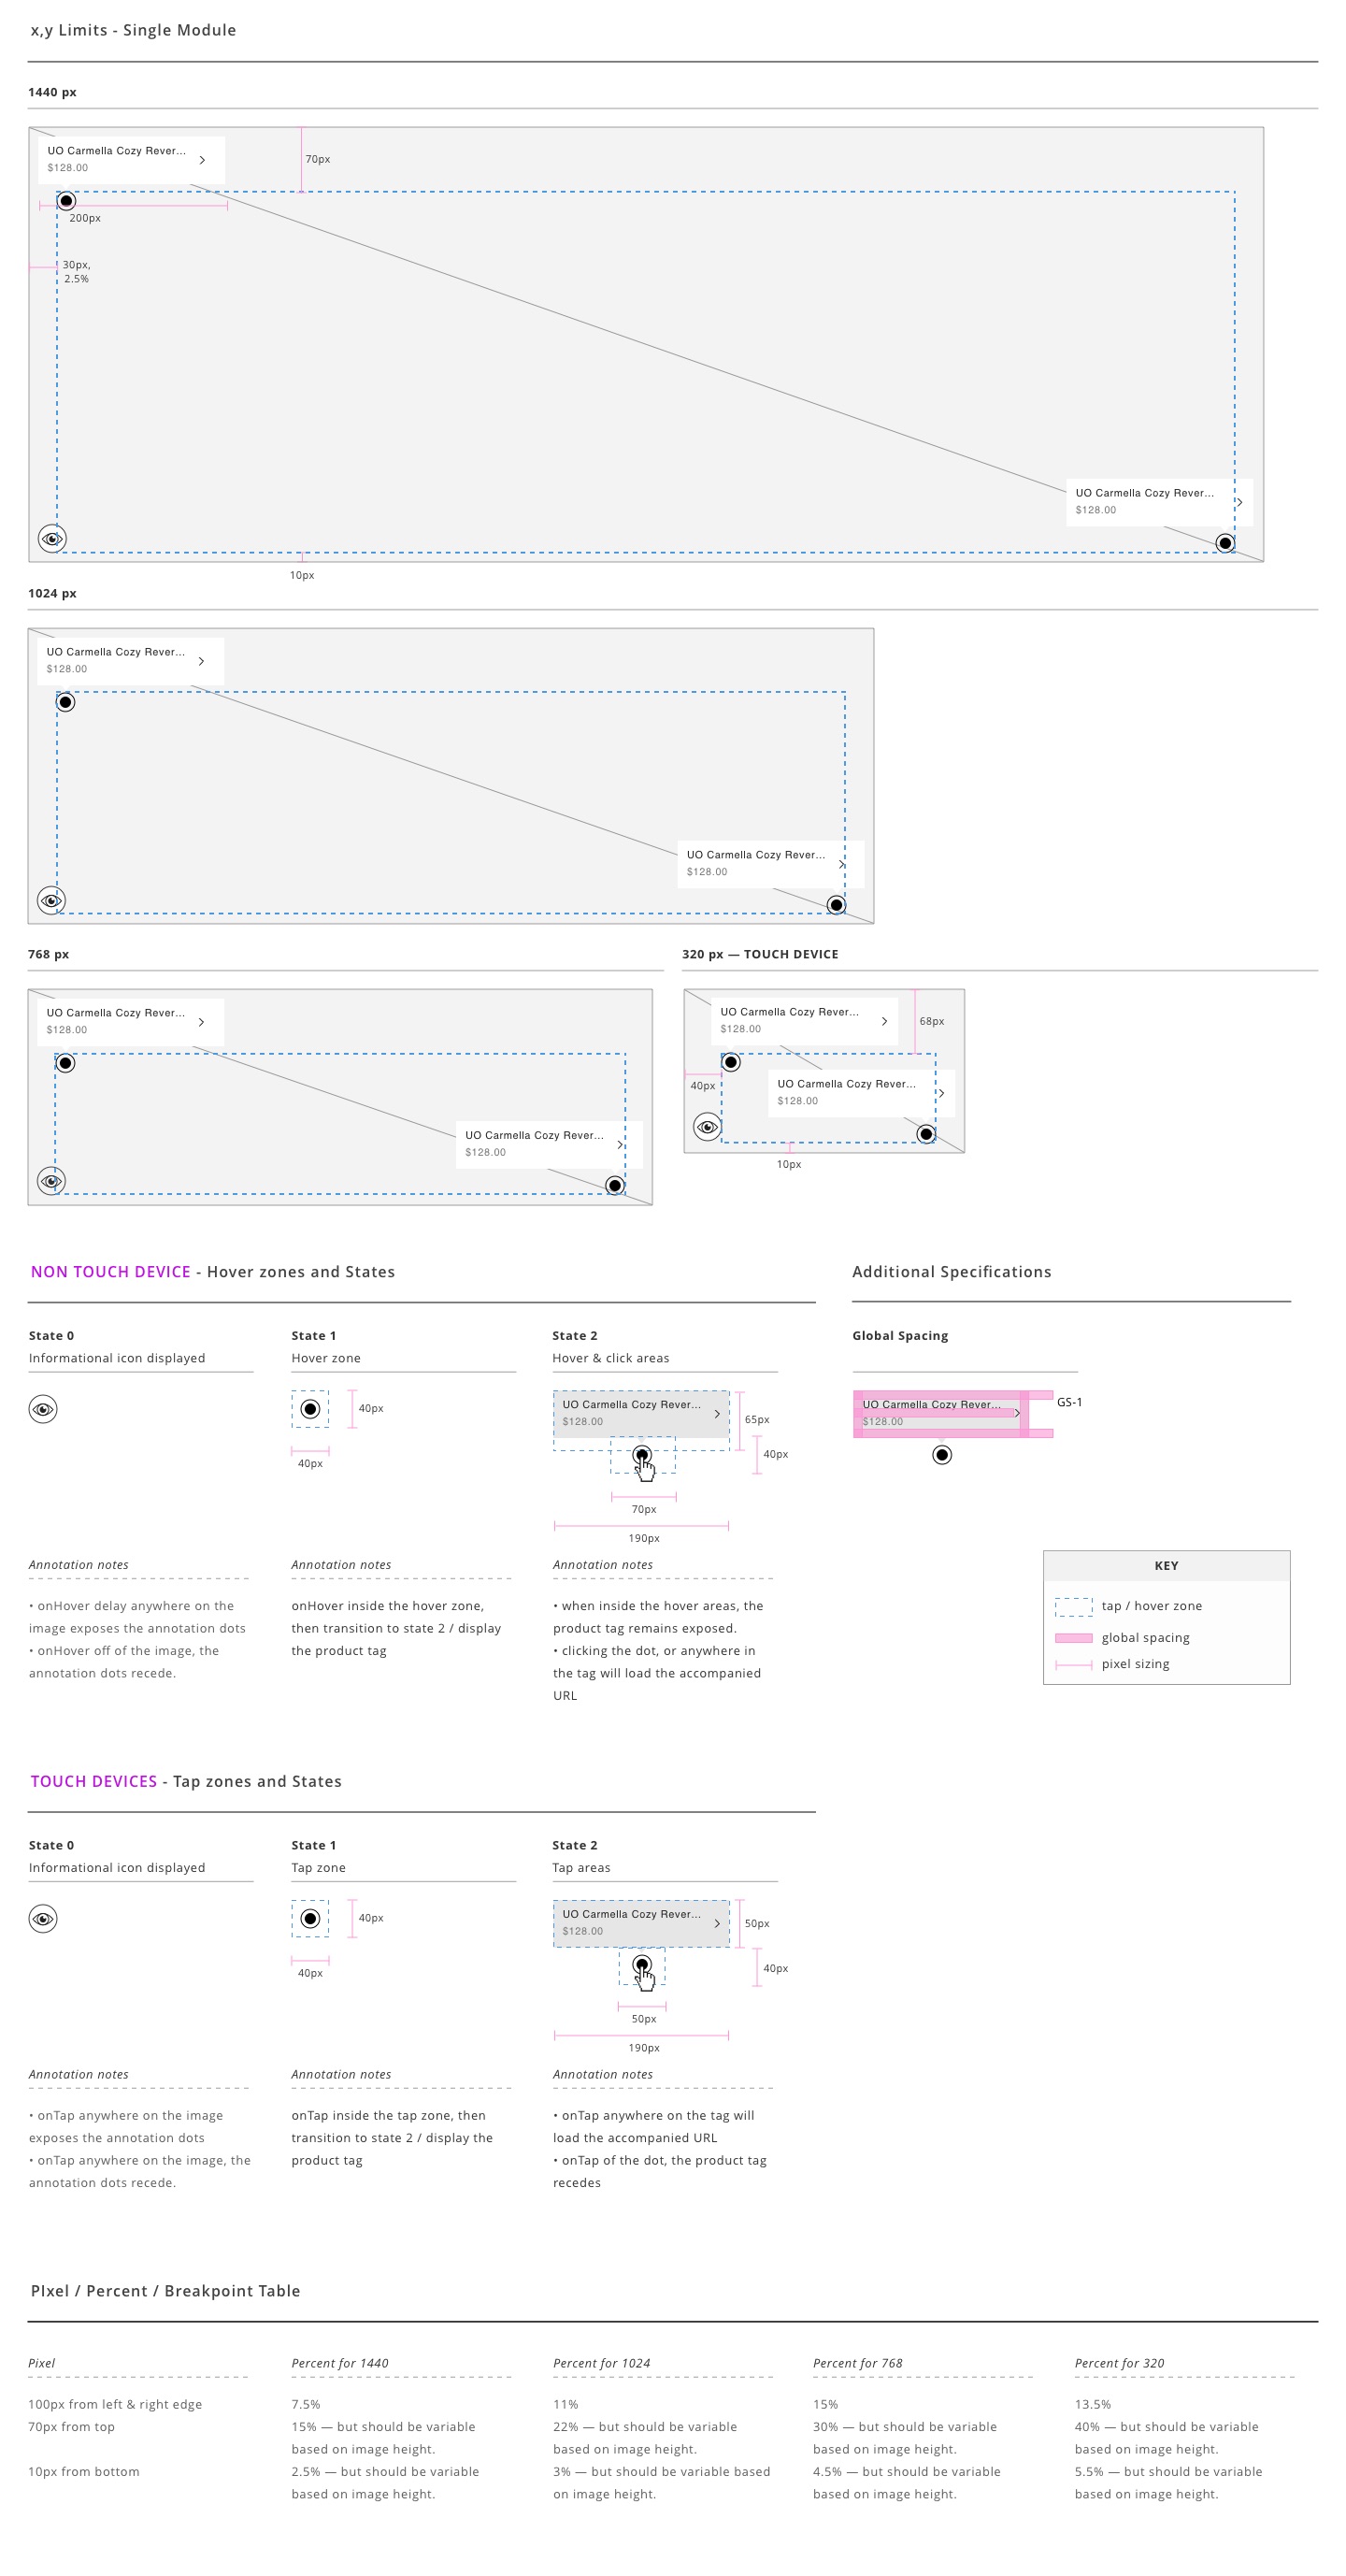 x,y Limits - Single Module
1440 px
UO Carmella Cozy Rever...
$128.00
70px
200px
30px,
2.5%
UO Carmella Cozy Rever...
$128.00
10px
1024 px
UO Carmella Cozy Rever...
$128.00
UO Carmella Cozy Rever...
$128.00
768 px
UO Carmella Cozy Rever...
$128.00
UO Carmella Cozy Rever...
$128.00
320 px — TOUCH DEVICE
UO Carmella Cozy Rever...
$128.00
68px
40px
UO Carmella Cozy Rever...
$128.00
10px
NON TOUCH DEVICE - Hover zones and States
State 0
Informational icon displayed
State 1
Hover zone
40px
40px
State 2
Hover & click areas
UO Carmella Cozy Rever...
$128.00
65px
40px
70px
190px
Annotation notes
• onHover delay anywhere on the
image exposes the annotation dots
• onHover off of the image, the
annotation dots recede.
Annotation notes
onHover inside the hover zone,
then transition to state 2 / display
the product tag
Annotation notes
• when inside the hover areas, the
product tag remains exposed.
• clicking the dot, or anywhere in
the tag will load the accompanied
URL
Additional Specifications
Global Spacing
UO Carmella Cozy Rever...
$128.00
GS-1
KEY
tap / hover zone
global spacing
pixel sizing
TOUCH DEVICES - Tap zones and States
State 0
Informational icon displayed
State 1
Tap zone
40px
40px
State 2
Tap areas
UO Carmella Cozy Rever...
$128.00
50px
40px
50px
190px
Annotation notes
• onTap anywhere on the image
exposes the annotation dots
• onTap anywhere on the image, the
annotation dots recede.
Annotation notes
onTap inside the tap zone, then
transition to state 2 / display the
product tag
Annotation notes
• onTap anywhere on the tag will
load the accompanied URL
• onTap of the dot, the product tag
recedes
PIxel / Percent / Breakpoint Table
Pixel
100px from left & right edge
70px from top
10px from bottom
Percent for 1440
7.5%
15% — but should be variable
based on image height.
2.5% — but should be variable
based on image height.
Percent for 1024
11%
22% — but should be variable
based on image height.
3% — but should be variable based
on image height.
Percent for 768
15%
30% — but should be variable
based on image height.
4.5% — but should be variable
based on image height.
Percent for 320
13.5%
40% — but should be variable
based on image height.
5.5% — but should be variable
based on image height.